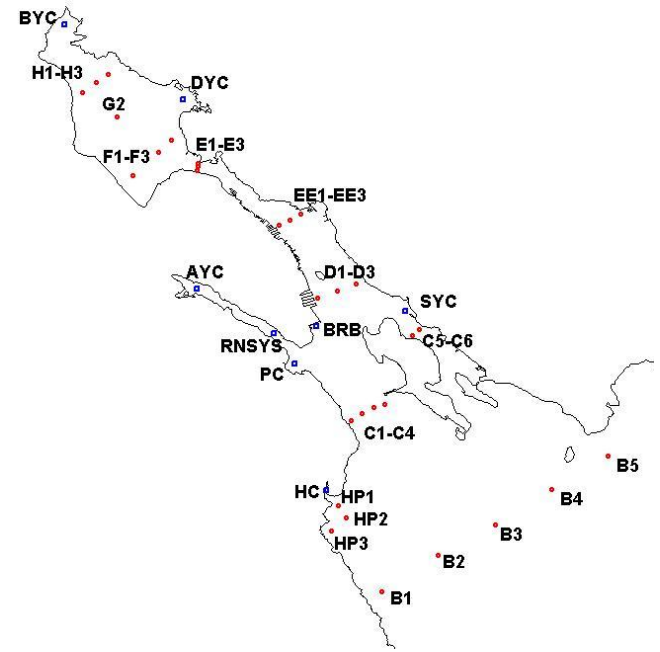 BYC
H1-H3
DYC
G2
E1-E3
F1-F3
EE1-EE3
D1-D3
AYC
SYC
BRB
RNSYS
C5-C6
PC
C1-C4
B5
HC
B4
HP1
HP2
B3
HP3
B2
B1